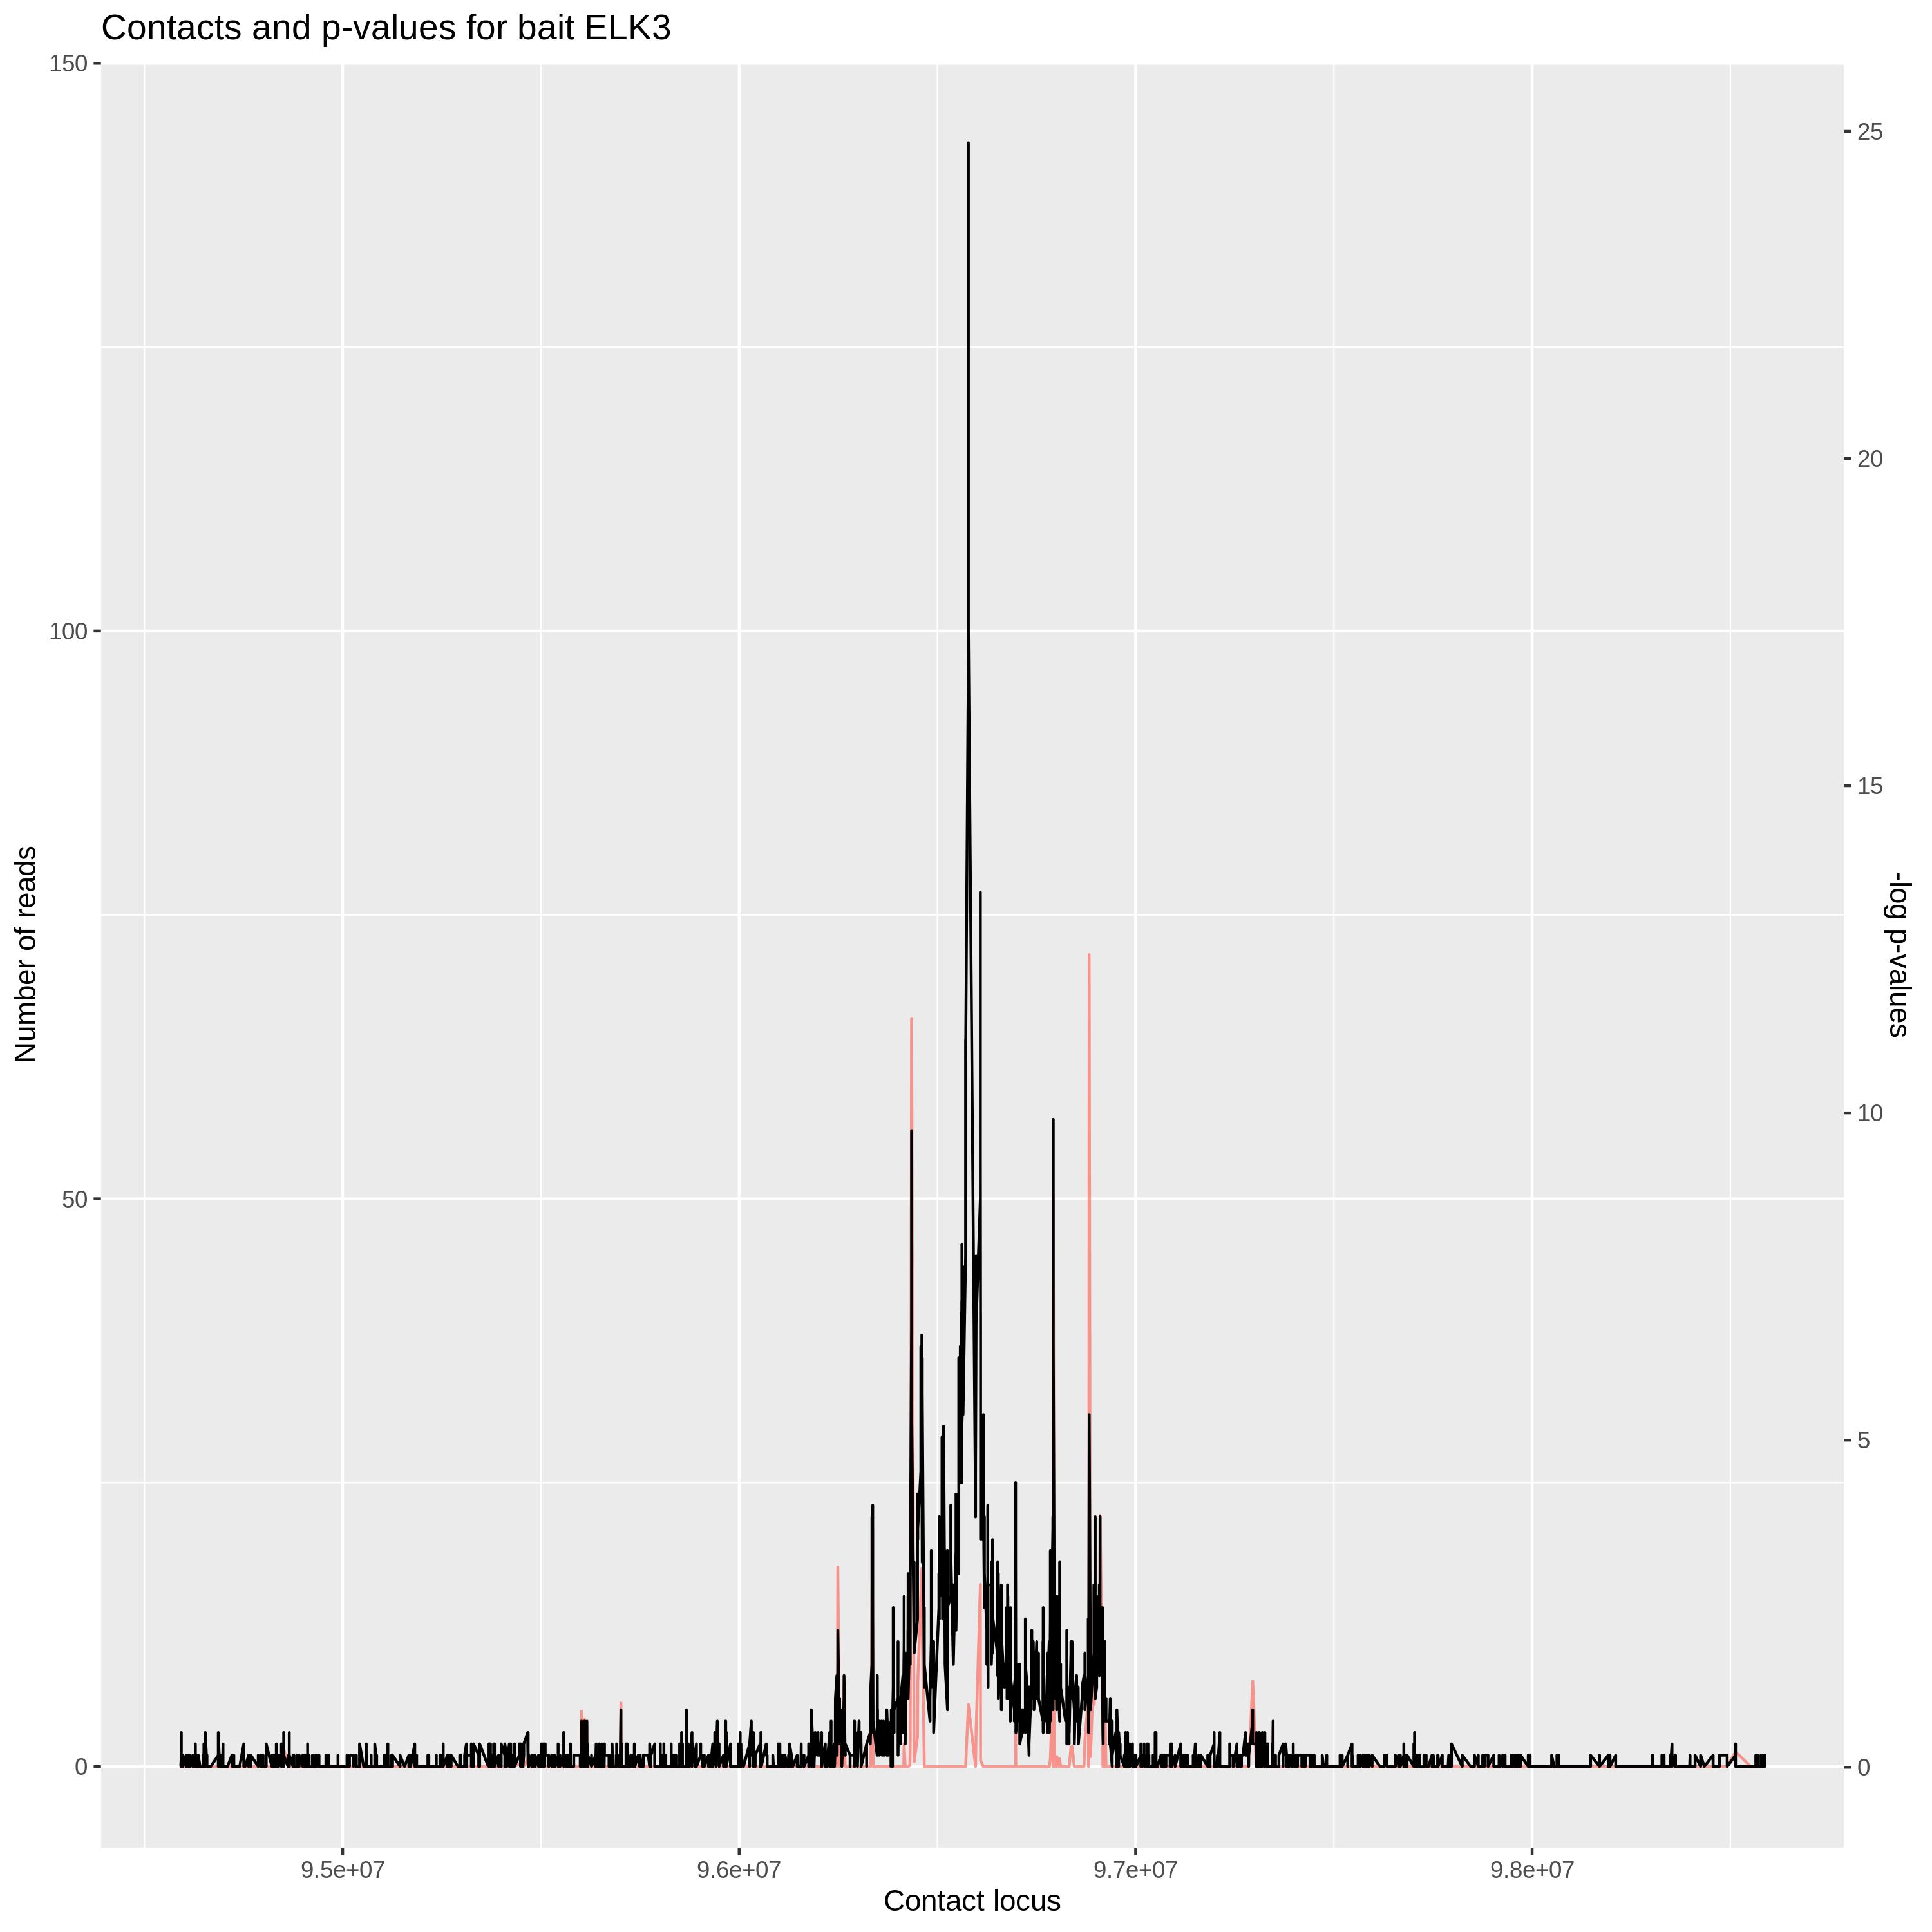 Contacts and p-values for bait ELK3
150
100
50
0
Number of reads
25
20
15
10
5
0
-log p-values
9.5e+07
9.6e+07
9.7e+07
9.8e+07
Contact locus